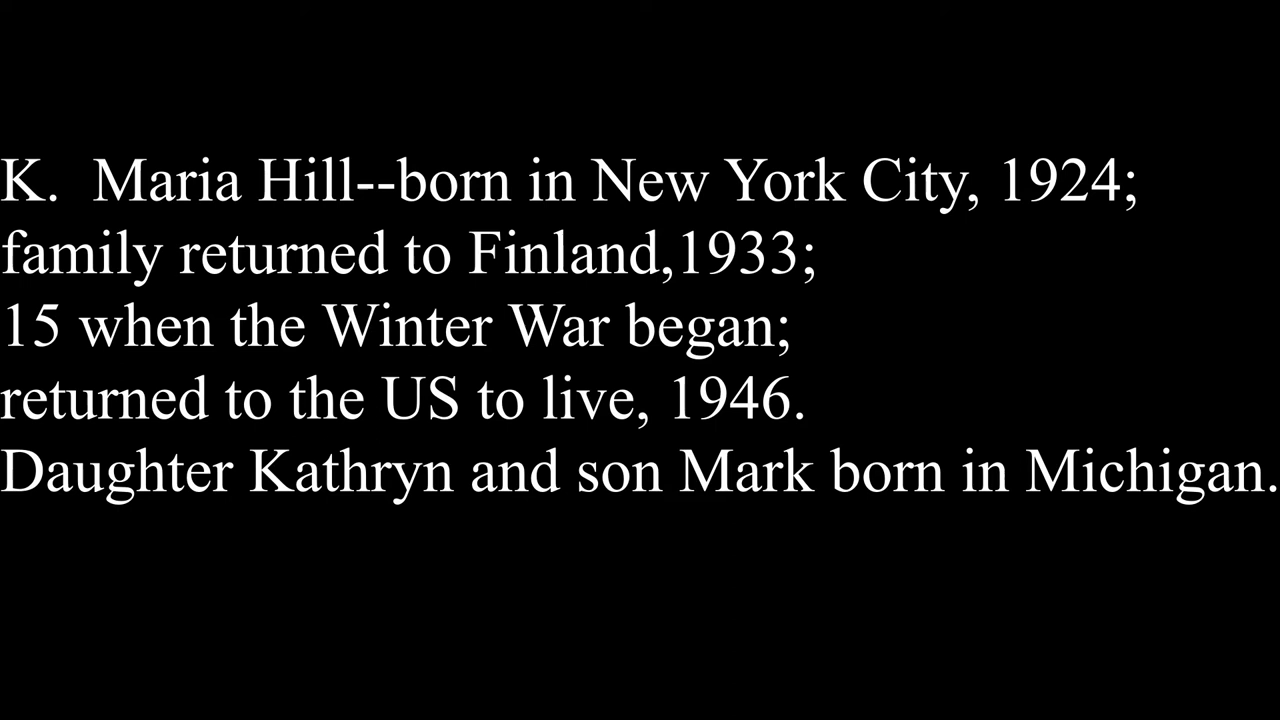 K.  Maria Hill--born in New York City, 1924;
family returned to Finland,1933;
15 when the Winter War began;
returned to the US to live, 1946.
Daughter Kathryn and son Mark born in Michigan.